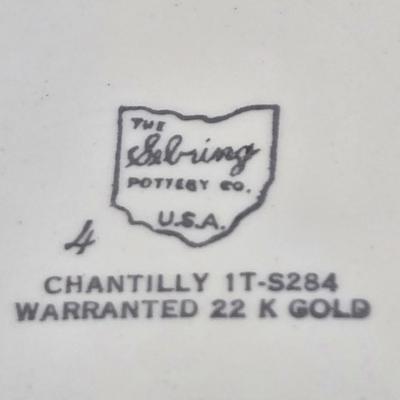 THE
Sebring
POTTERY CO.
U.S.A.
4
CHANTILLY 1T-S284
WARRANTED 22 K GOLD